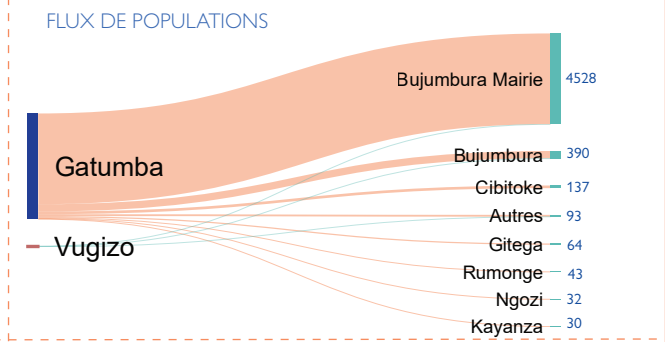 FLUX DE POPULATIONS
Bujumbura Mairie 4528
Gatumba
Bujumbura 390
Cibitoke 137
Autres 93
Vugizo
Gitega 64
Rumonge 43
Ngozi 32
Kayanza 30